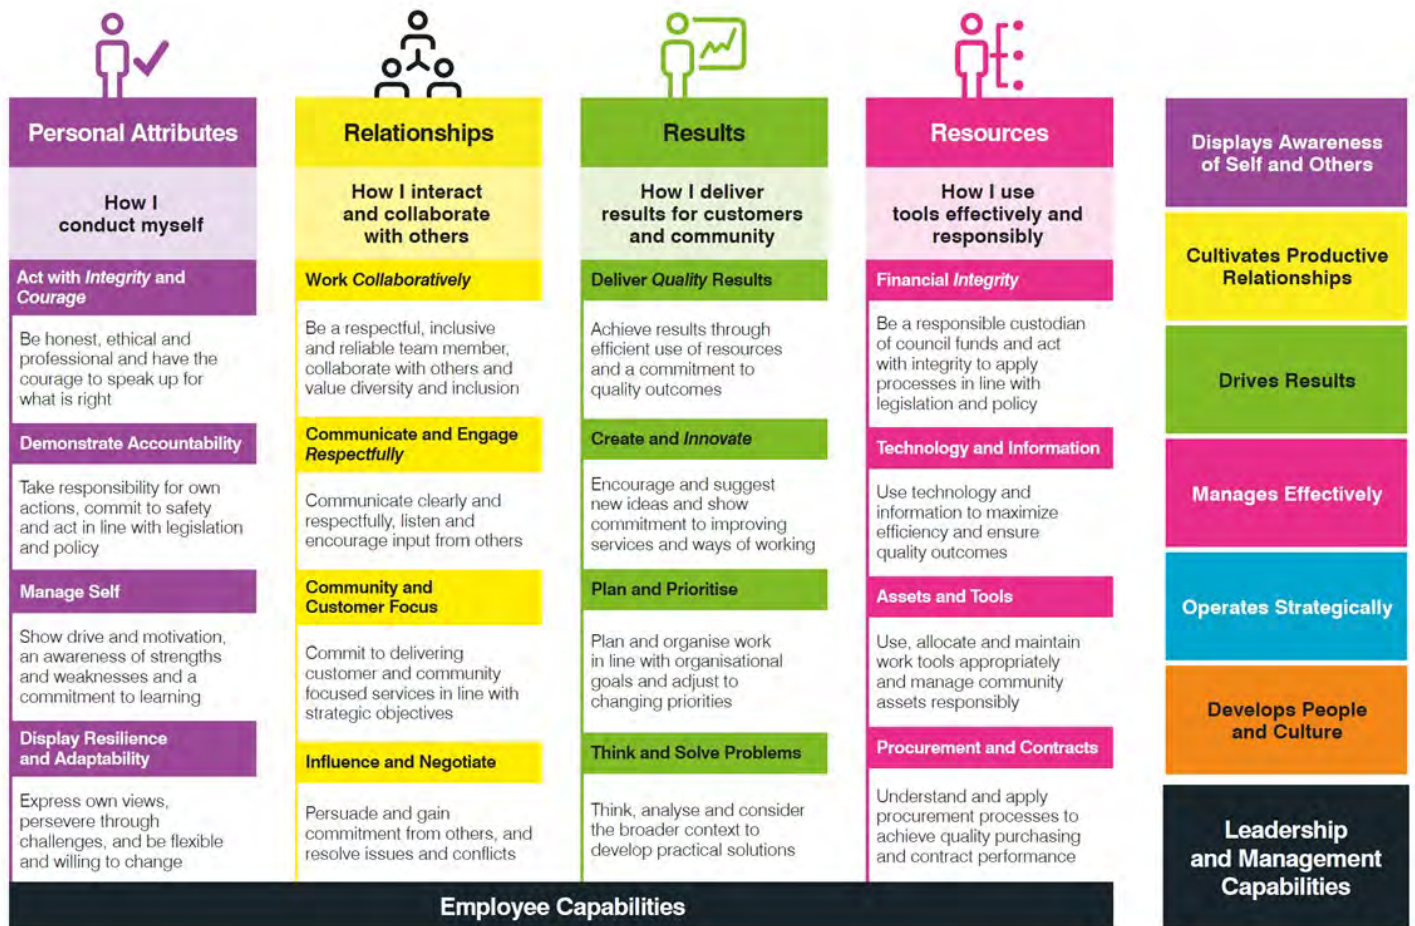 Personal Attributes
How I
conduct myself
Act with Integrity and
Courage
Be honest, ethical and
professional and have the
courage to speak up for
what is right
Demonstrate Accountability
Take responsibility for own
actions, commit to safety
and act in line with legislation
and policy
Manage Self
Show drive and motivation,
an awareness of strengths
and weaknesses and a
commitment to learning
Display Resilience
and Adaptability
Express own views,
persevere through
challenges, and be flexible
and willing to change
Relationships
How I interact
and collaborate
with others
Work Collaboratively
Be a respectful, inclusive
and reliable team member,
collaborate with others and
value diversity and inclusion
Communicate and Engage
Respectfully
Communicate clearly and
respectfully, listen and
encourage input from others
Community and
Customer Focus
Commit to delivering
customer and community
focused services in line with
strategic objectives
Influence and Negotiate
Persuade and gain
commitment from others, and
resolve issues and conflicts
Results
How I deliver
results for customers
and community
Deliver Quality Results
Achieve results through
efficient use of resources
and a commitment to
quality outcomes
Create and Innovate
Encourage and suggest
new ideas and show
commitment to improving
services and ways of working
Plan and Prioritise
Plan and organise work
in line with organisational
goals and adjust to
changing priorities
Think and Solve Problems
Think, analyse and consider
the broader context to
develop practical solutions
Resources
How I use
tools effectively and
responsibly
Financial Integrity
Be a responsible custodian
of council funds and act
with integrity to apply
processes in line with
legislation and policy
Technology and Information
Use technology and
information to maximize
efficiency and ensure
quality outcomes
Assets and Tools
Use, allocate and maintain
work tools appropriately
and manage community
assets responsibly
Procurement and Contracts
Understand and apply
procurement processes to
achieve quality purchasing
and contract performance
Employee Capabilities
Displays Awareness
of Self and Others
Cultivates Productive
Relationships
Drives Results
Manages Effectively
Operates Strategically
Develops People
and Culture
Leadership
and Management
Capabilities